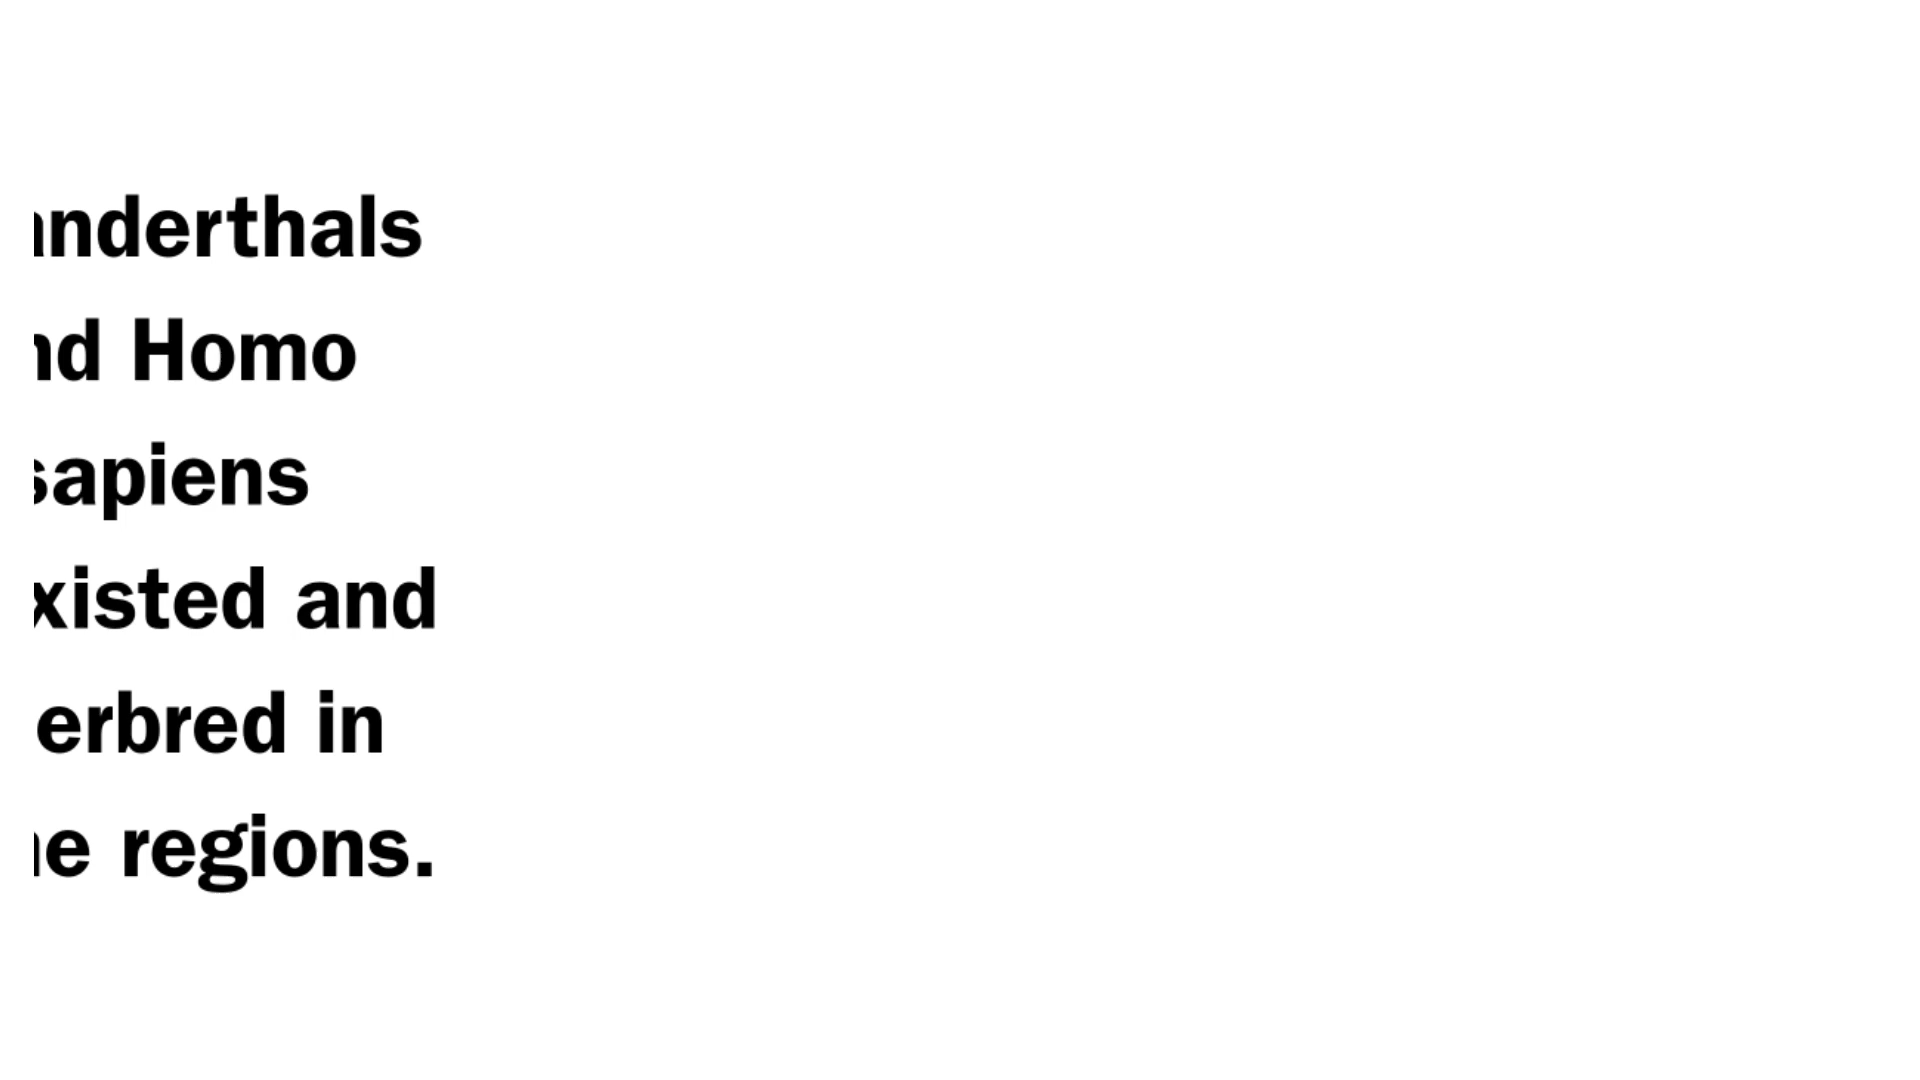 nderthals
d Homo
sapiens
xisted and
erbred in
e regions.